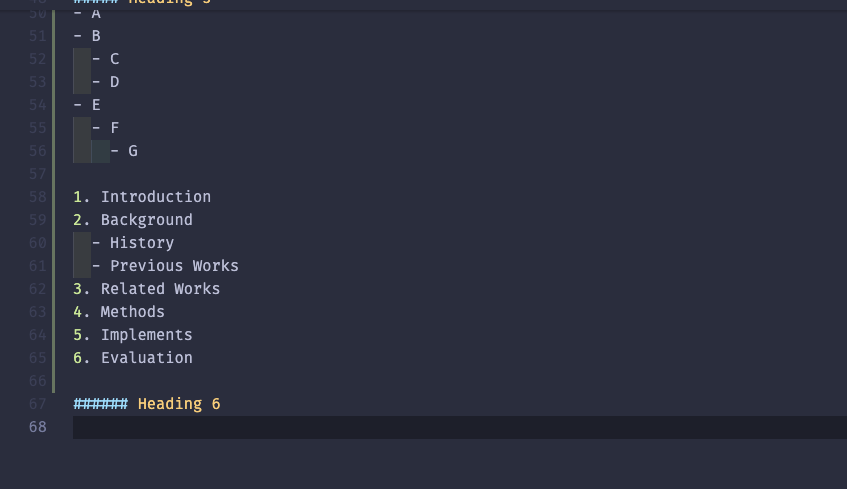 ##### Heading 5
50 - A
51 - B
52 - C
53 - D
54 - E
55 - F
56 - G
57
58 1. Introduction
59 2. Background
60 - History
61 - Previous Works
62 3. Related Works
63 4. Methods
64 5. Implements
65 6. Evaluation
66
67 ###### Heading 6
68